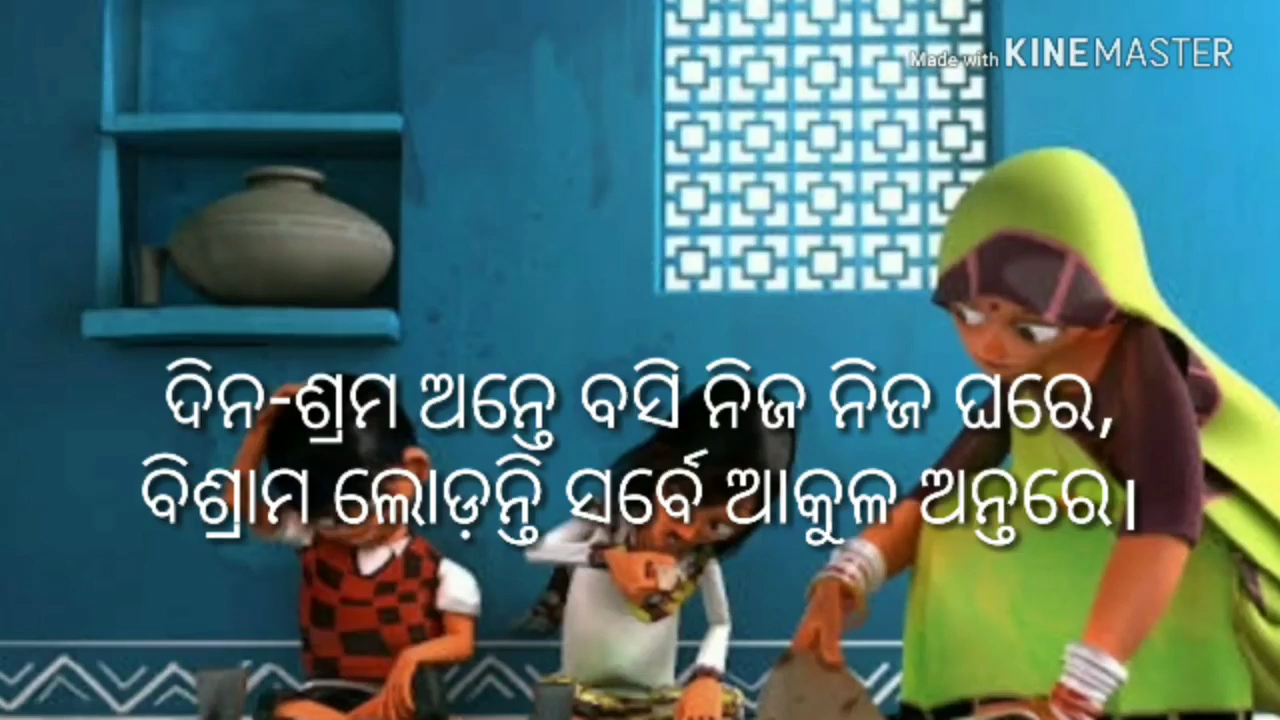 Made with KINEMASTER
ଦିନ-ଶ୍ରମ ଅନ୍ତେ ବସି ନିଜ ନିଜ ଘରେ,
ବିଶ୍ରାମ ଲୋଡ଼ନ୍ତି ସର୍ବେ ଆକୁଳ ଅନ୍ତରେ।